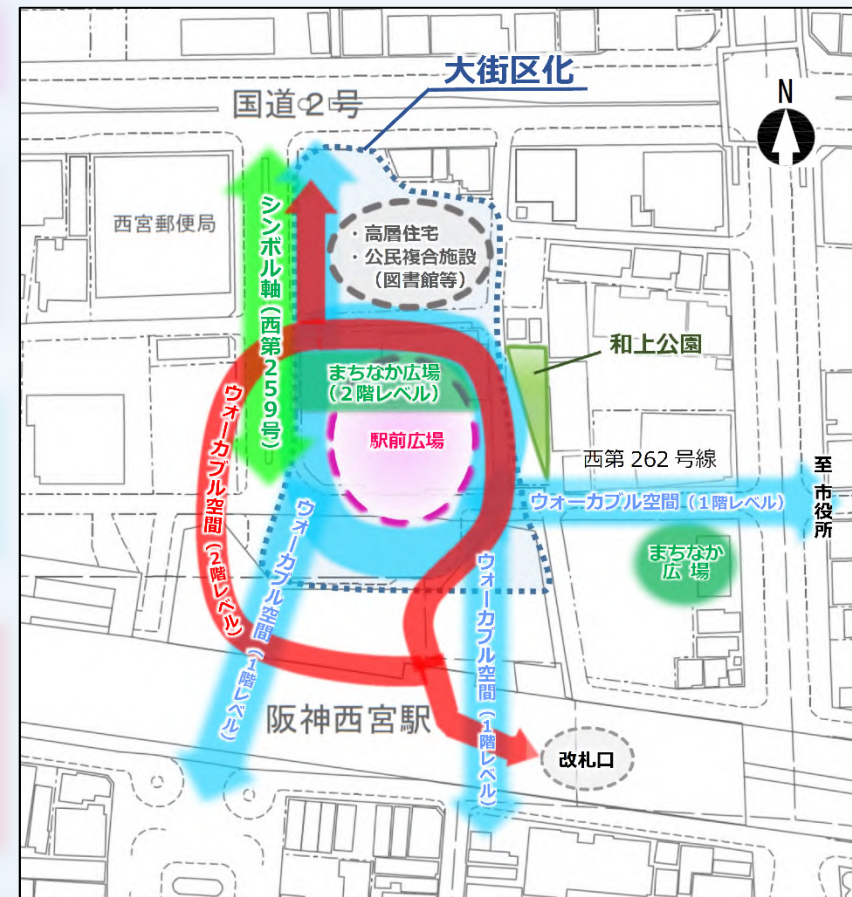 大街区化
国道2号
N
西宮郵便局
シンボル軸（西第259号）
・高層住宅
・公民複合施設
（図書館等）
和上公園
まちなか広場
（2階レベル）
駅前広場
ウォーカブル空間（2階レベル）
西第262号線
ウォーカブル空間（1階レベル）
至 市役所
まちなか
広 場
ウォーカブル空間（1階レベル）
ウォーカブル空間（1階レベル）
阪神西宮駅
改札口